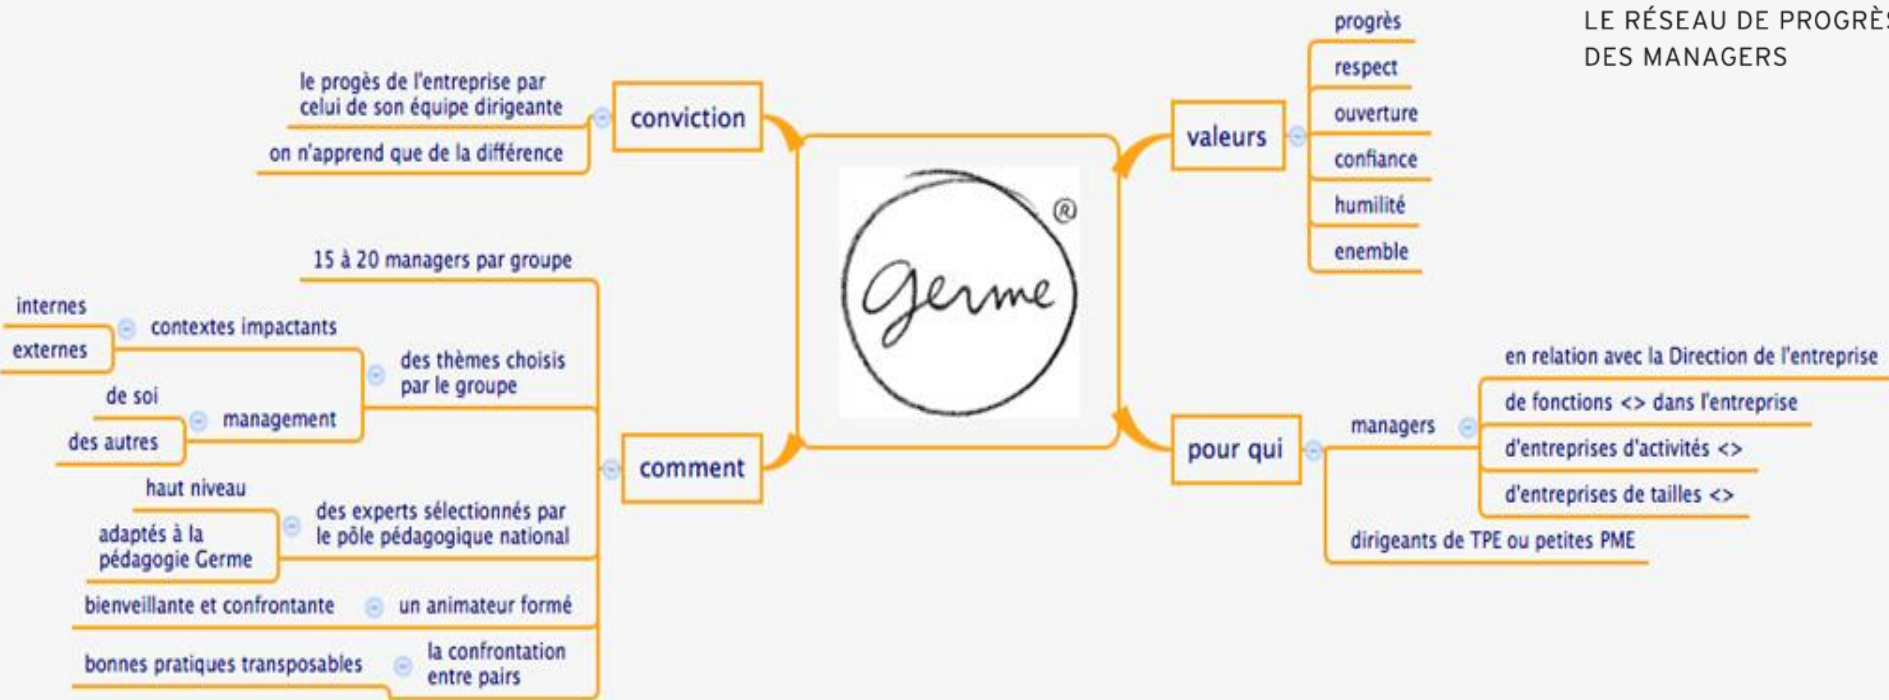 LE RÉSEAU DE PROGRÈS
DES MANAGERS
le progès de l'entreprise par
celui de son équipe dirigeante
on n'apprend que de la différence
conviction
15 à 20 managers par groupe
internes
externes
contextes impactants
de soi
des autres
management
des thèmes choisis
par le groupe
haut niveau
adaptés à la
pédagogie Germe
des experts sélectionnés par
le pôle pédagogique national
bienveillante et confrontante
un animateur formé
bonnes pratiques transposables
la confrontation
entre pairs
comment
germe
®
valeurs
progrès
respect
ouverture
confiance
humilité
enemble
pour qui
managers
en relation avec la Direction de l'entreprise
de fonctions <> dans l'entreprise
d'entreprises d'activités <>
d'entreprises de tailles <>
dirigeants de TPE ou petites PME